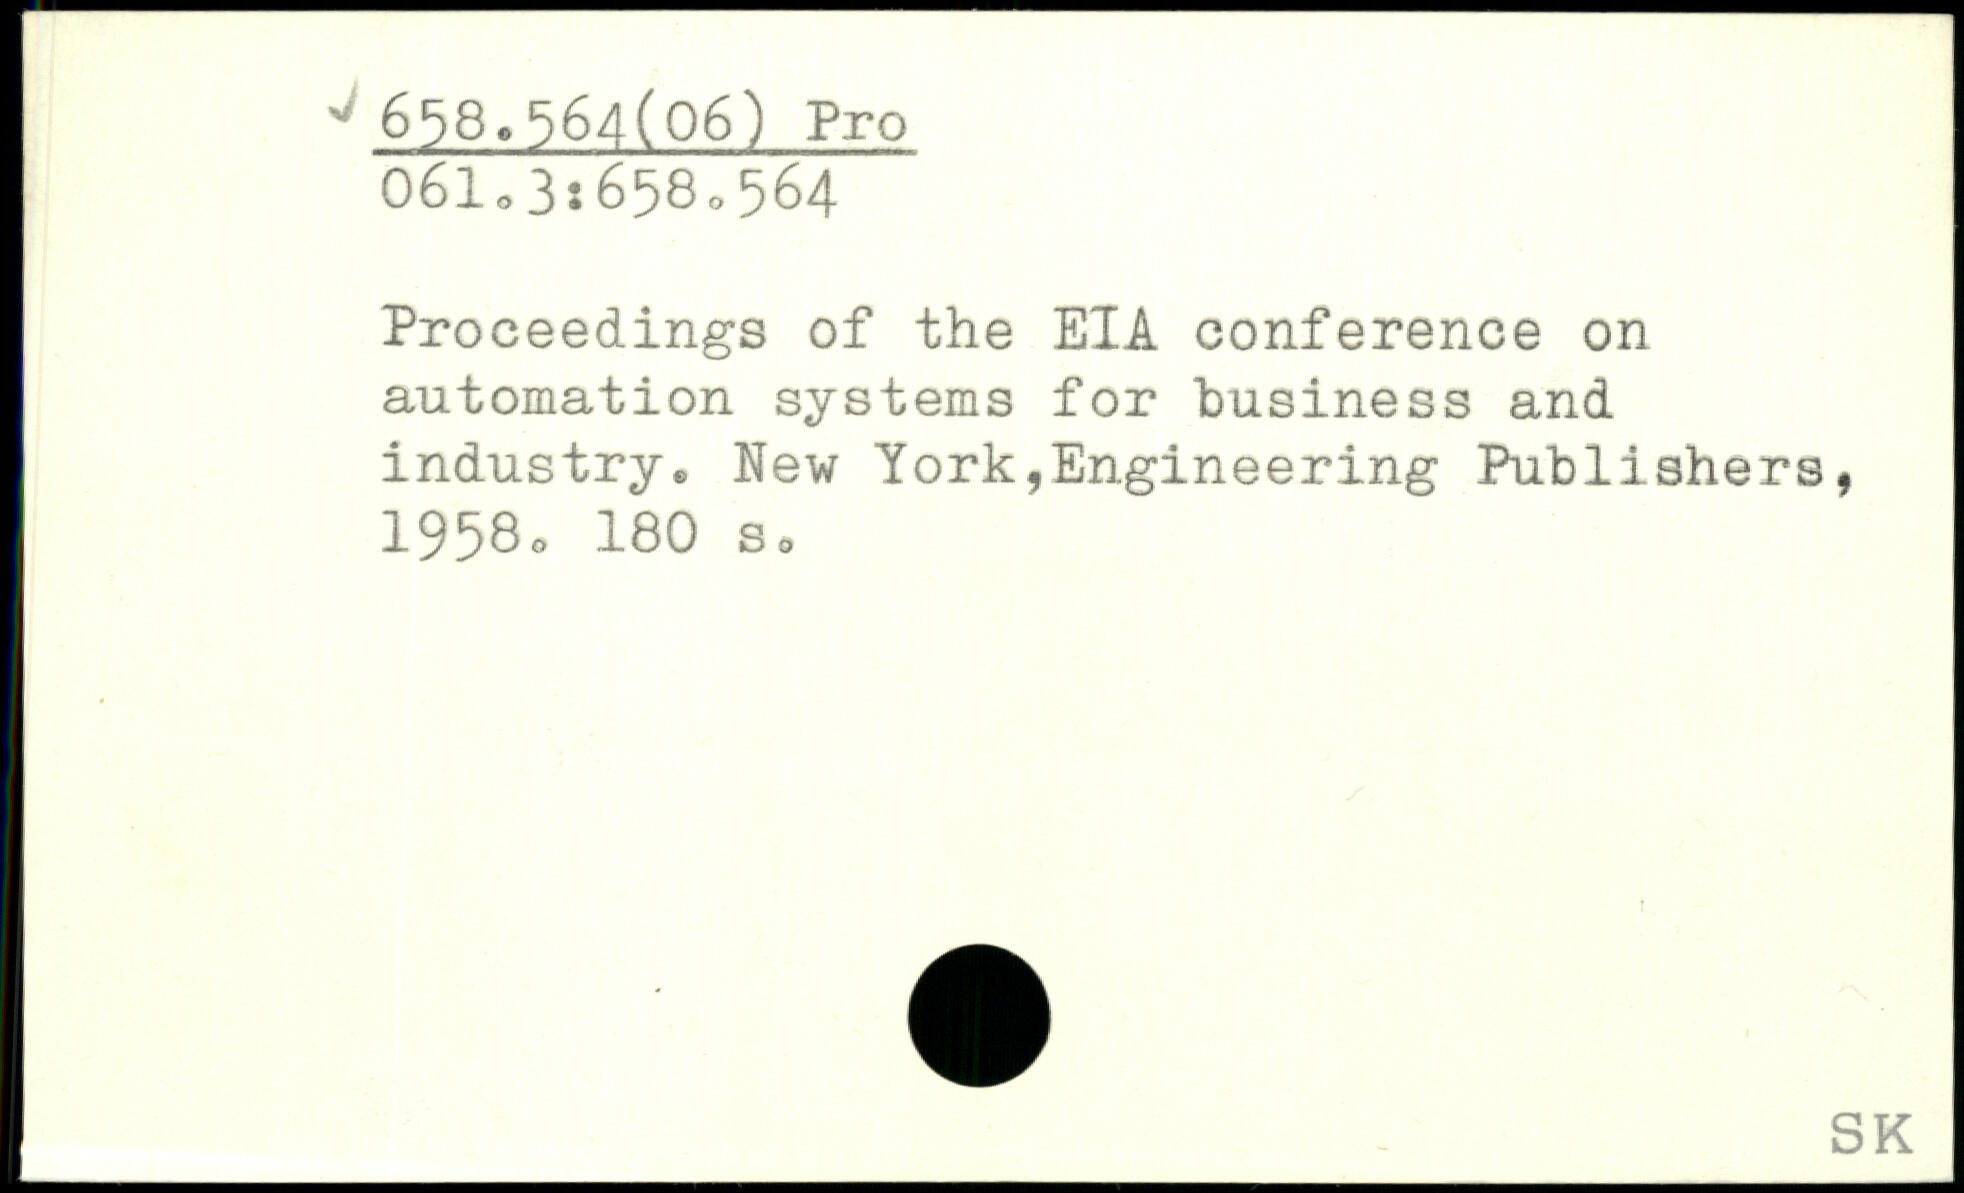 658.564(06) Pro
061.3:658.564
Proceedings of the EIA conference on
automation systems for business and
industry. New York,Engineering Publishers,
1958. 180 s.
SK